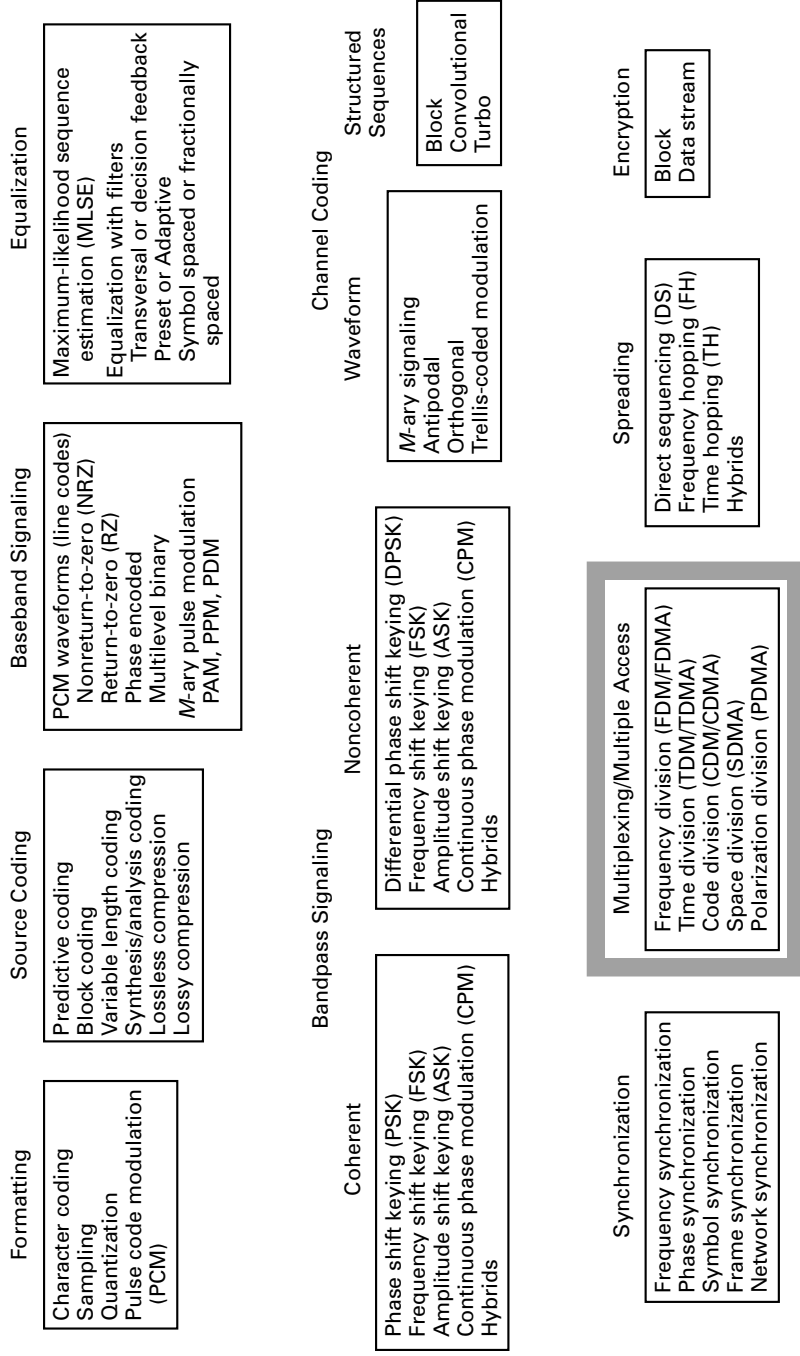 Formatting
Character coding
Sampling
Quantization
Pulse code modulation
(PCM)
Source Coding
Predictive coding
Block coding
Variable length coding
Synthesis/analysis coding
Lossless compression
Lossy compression
Baseband Signaling
PCM waveforms (line codes)
Nonreturn-to-zero (NRZ)
Return-to-zero (RZ)
Phase encoded
Multilevel binary
M-ary pulse modulation
PAM, PPM, PDM
Equalization
Maximum-likelihood sequence
estimation (MLSE)
Equalization with filters
Transversal or decision feedback
Preset or Adaptive
Symbol spaced or fractionally
spaced
Bandpass Signaling
Coherent
Phase shift keying (PSK)
Frequency shift keying (FSK)
Amplitude shift keying (ASK)
Continuous phase modulation (CPM)
Hybrids
Noncoherent
Differential phase shift keying (DPSK)
Frequency shift keying (FSK)
Amplitude shift keying (ASK)
Continuous phase modulation (CPM)
Hybrids
Channel Coding
Waveform
M-ary signaling
Antipodal
Orthogonal
Trellis-coded modulation
Structured
Sequences
Block
Convolutional
Turbo
Synchronization
Frequency synchronization
Phase synchronization
Symbol synchronization
Frame synchronization
Network synchronization
Multiplexing/Multiple Access
Frequency division (FDM/FDMA)
Time division (TDM/TDMA)
Code division (CDM/CDMA)
Space division (SDMA)
Polarization division (PDMA)
Spreading
Direct sequencing (DS)
Frequency hopping (FH)
Time hopping (TH)
Hybrids
Encryption
Block
Data stream